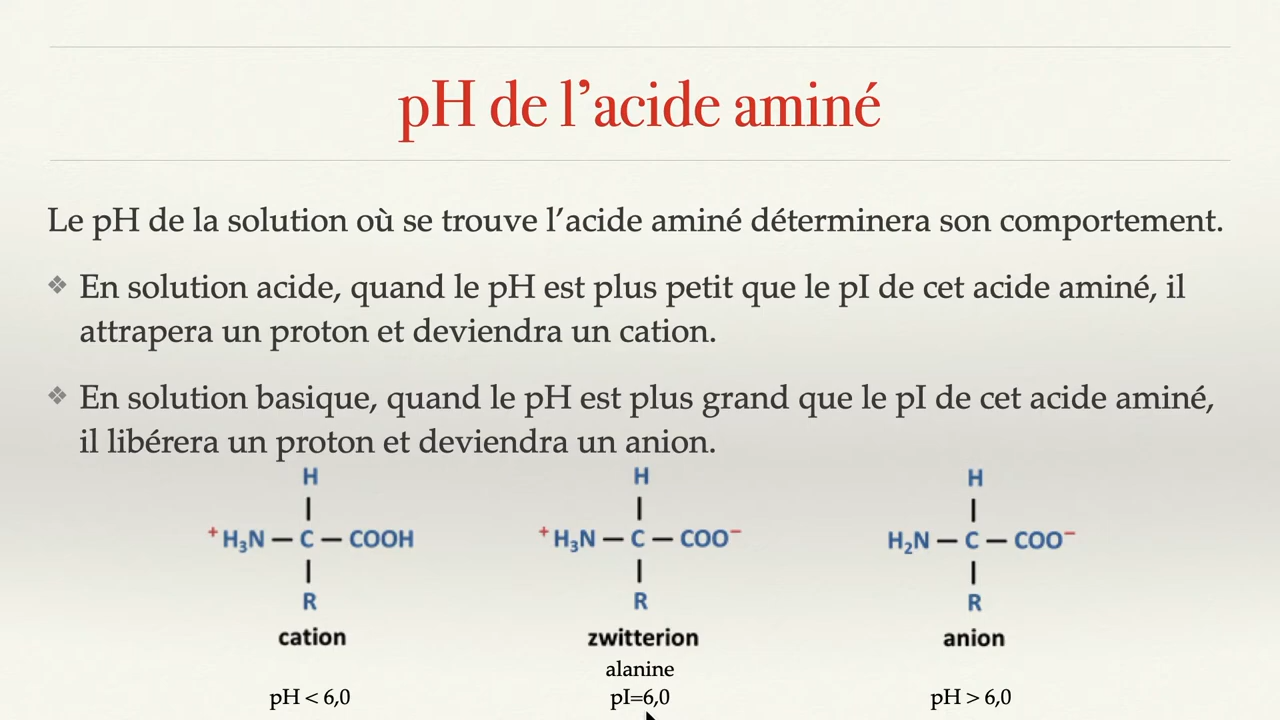 pH de l’acide aminé
Le pH de la solution où se trouve l’acide aminé déterminera son comportement.
❖ En solution acide, quand le pH est plus petit que le pI de cet acide aminé, il
attrapera un proton et deviendra un cation.
❖ En solution basique, quand le pH est plus grand que le pI de cet acide aminé,
il libérera un proton et deviendra un anion.
H H H
⁺H₃N — C — COOH ⁺H₃N — C — COO⁻ H₂N — C — COO⁻
R R R
cation zwitterion anion
alanine
pH < 6,0 pI=6,0 pH > 6,0